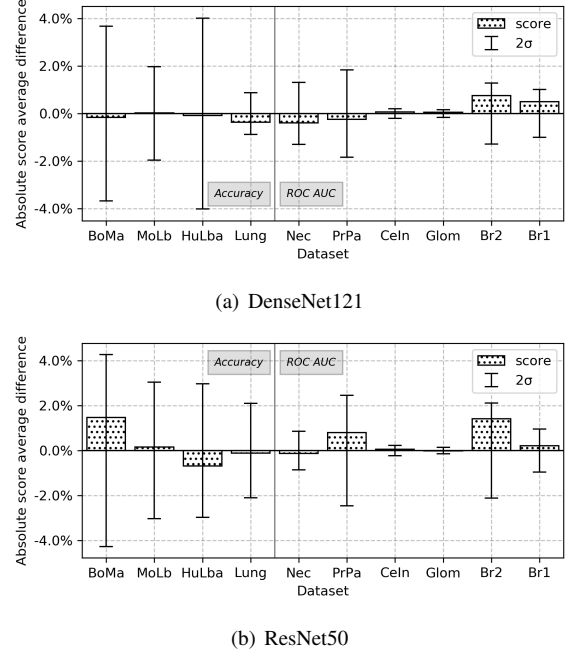 4.0%
2.0%
0.0%
-2.0%
-4.0%
Absolute score average difference
score
2σ
Accuracy
ROC AUC
BoMa MoLb HuLba Lung Nec PrPa CeIn Glom Br2 Br1
Dataset
(a) DenseNet121
4.0%
2.0%
0.0%
-2.0%
-4.0%
Absolute score average difference
Accuracy
ROC AUC
score
2σ
BoMa MoLb HuLba Lung Nec PrPa CeIn Glom Br2 Br1
Dataset
(b) ResNet50